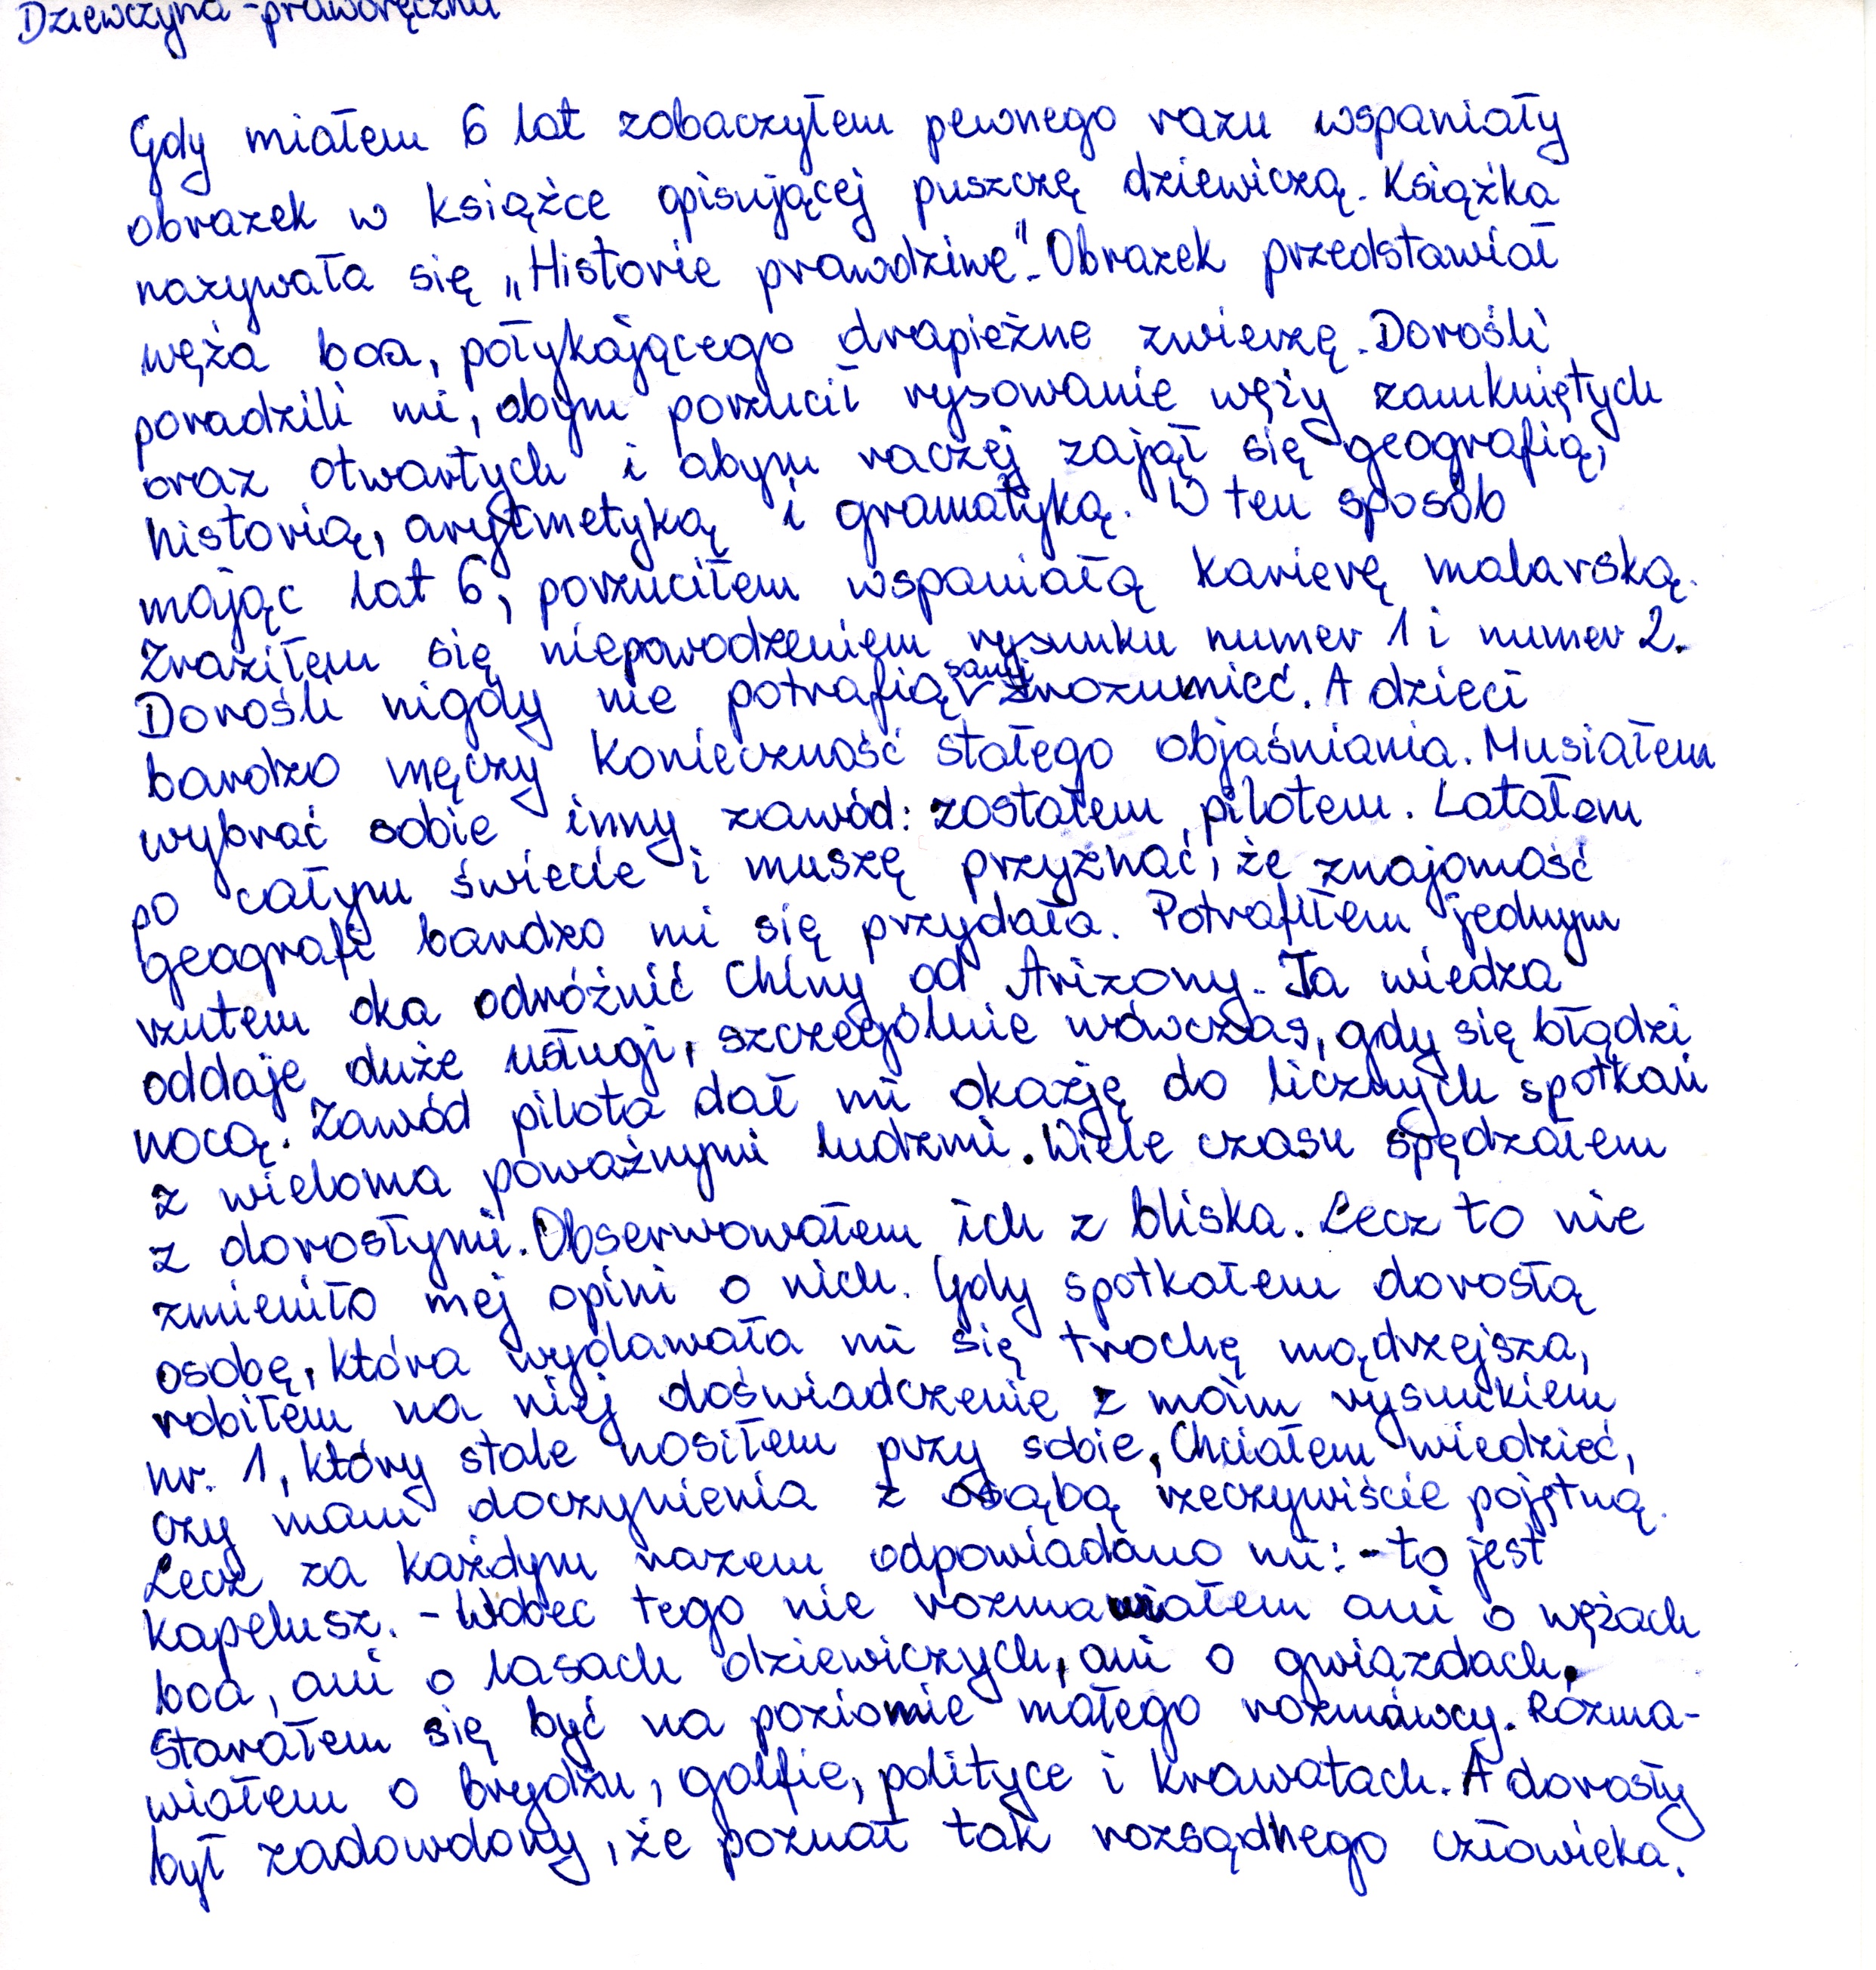 Dziewczyna - praworęczna
Gdy miałem 6 lat zobaczyłem pewnego razu wspaniały
obrazek w książce opisującej puszczę dziewiczą. Książka
nazywała się „Historie prawdziwe". Obrazek przedstawiał
węża boa, połykającego drapieżne zwierzę. Dorośli
poradzili mi, abym porzucił rysowanie węży zamkniętych
oraz otwartych i abym raczej zajął się geografią,
historią, arytmetyką i gramatyką. W ten sposób
mając lat 6, porzuciłem wspaniałą karierę malarską.
Zraziłem się niepowodzeniem rysunku numer 1 i numer 2.
Dorośli nigdy nie potrafią sami zrozumieć. A dzieci
bardzo męczy konieczność stałego objaśniania. Musiałem
wybrać sobie inny zawód: zostałem pilotem. Latałem
po całym świecie i muszę przyznać, że znajomość
geografi bardzo mi się przydała. Potrafiłem jednym
rzutem oka odróżnić Chiny od Arizony. Ta wiedza
oddaje duże usługi, szczególnie wówczas, gdy się błądzi
nocą. Zawód pilota dał mi okazję do licznych spotkań
z wieloma poważnymi ludzmi. Wiele czasu spędzałem
z dorosłymi. Obserwowałem ich z bliska. Lecz to nie
zmieniło mej opini o nich. Gdy spotkałem dorosłą
osobę, która wydawała mi się trochę mądrzejsza,
robiłem na niej doświadczenie z moim rysunkiem
nr. 1, który stale nosiłem przy sobie, Chciałem wiedzieć,
czy mam doczynienia z osobą rzeczywiście pojętną.
Lecz za każdym razem odpowiadano mi: - to jest
kapelusz. - Wobec tego nie rozmawiałem ani o wężach
boa, ani o lasach dziewiczych, ani o gwiazdach.
Starałem się być na poziomie małego rozmówcy. Rozma-
wiałem o brydżu, golfie, polityce i krawatach. A dorosły
był zadowolony, że poznał tak rozsądnego człowieka.